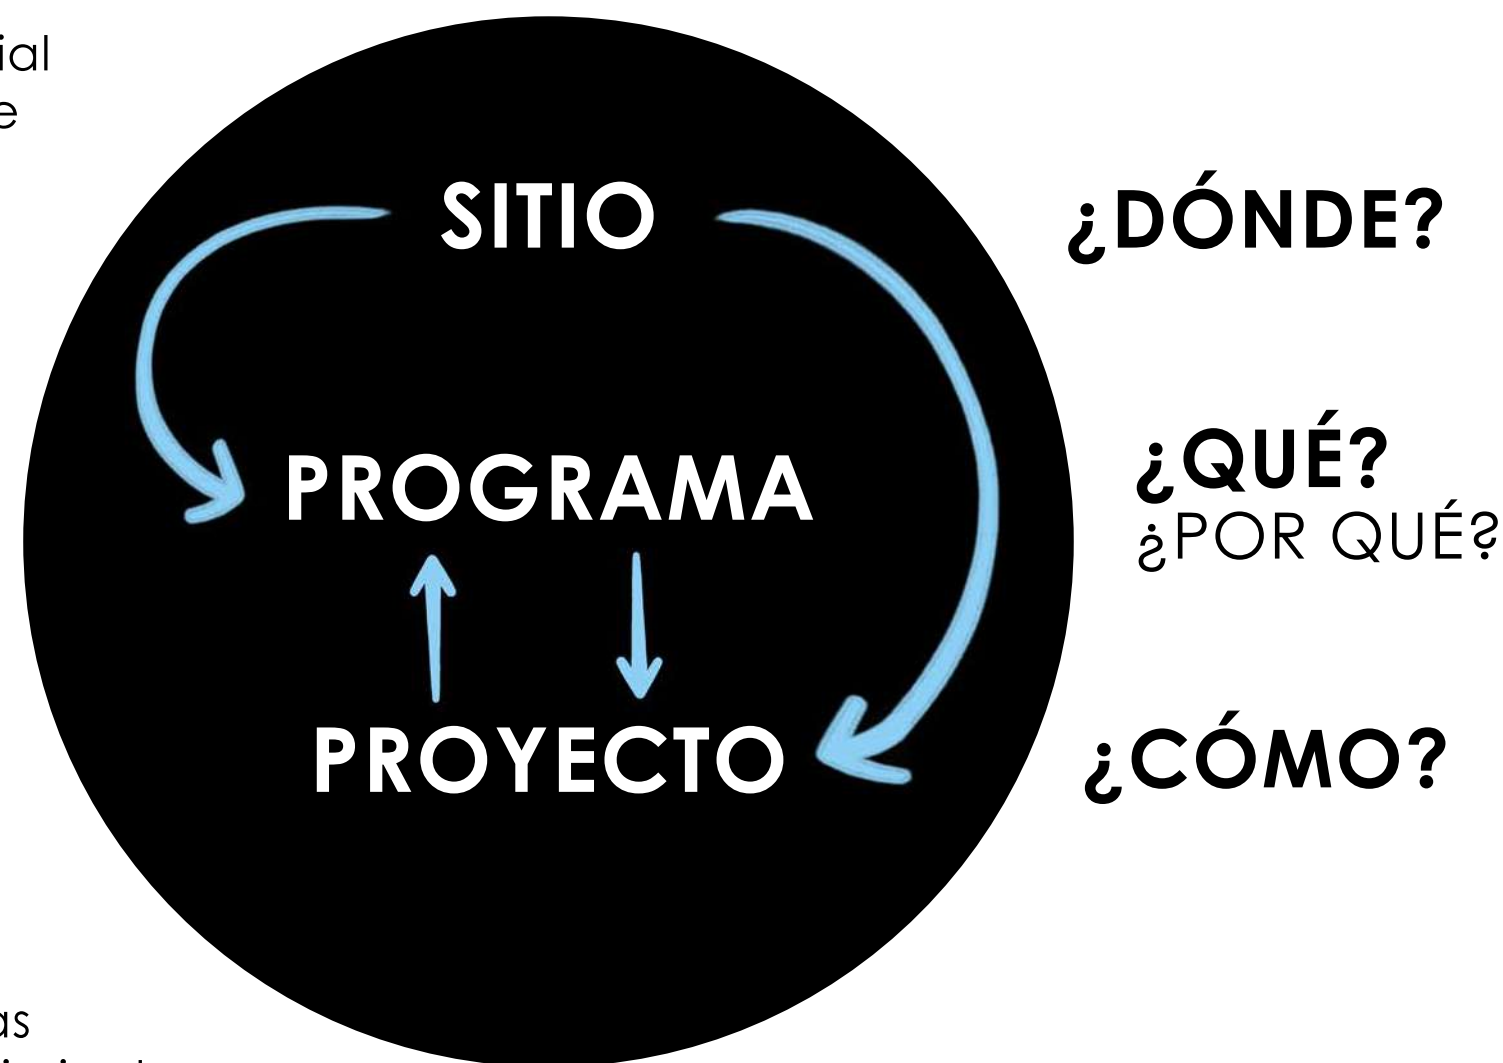 SITIO
¿DÓNDE?
PROGRAMA
¿QUÉ?
¿POR QUÉ?
PROYECTO
¿CÓMO?